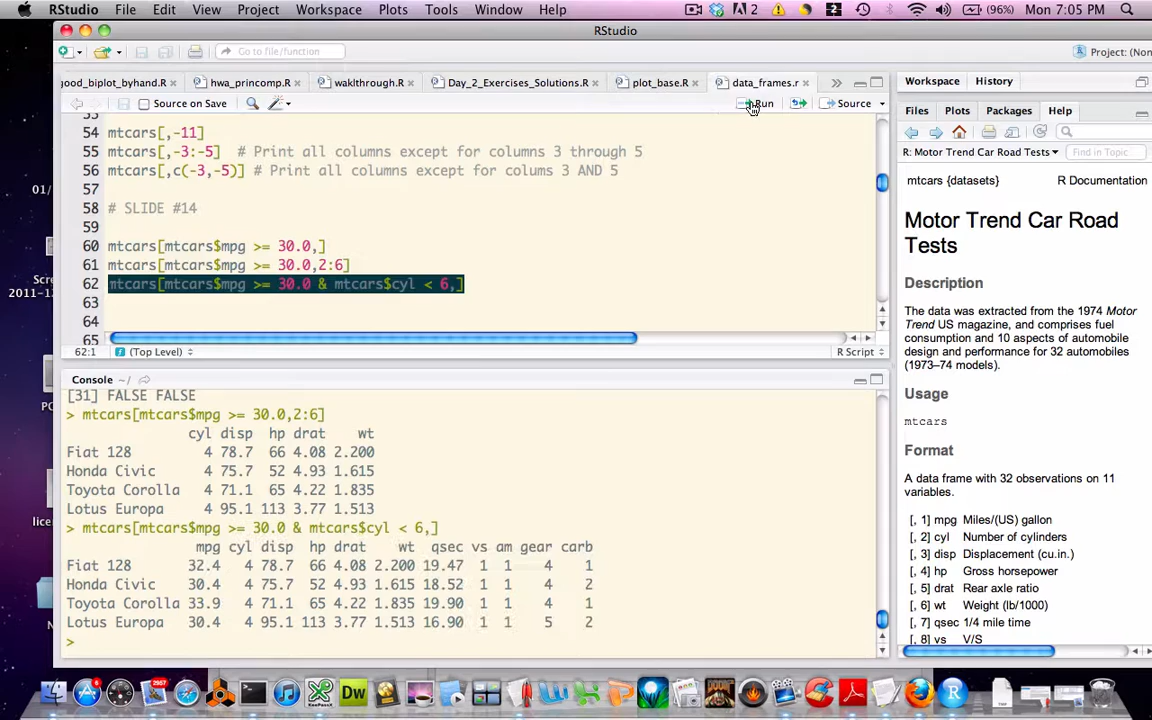 RStudio File Edit View Project Workspace Plots Tools Window Help 2 2 (96%) Mon 7:05 PM
RStudio
Go to file/function
Project: (Non
good_biplot_byhand.R hwa_princomp.R waklthrough.R Day_2_Exercises_Solutions.R plot_base.R data_frames.r
Source on Save Run Source
53
54 mtcars[,-11]
55 mtcars[,-3:-5] # Print all columns except for columns 3 through 5
56 mtcars[,c(-3,-5)] # Print all columns except for colums 3 AND 5
57
58 # SLIDE #14
59
60 mtcars[mtcars$mpg >= 30.0,]
61 mtcars[mtcars$mpg >= 30.0,2:6]
62 mtcars[mtcars$mpg >= 30.0 & mtcars$cyl < 6,]
63
64
65
62:1 (Top Level) R Script
Console ~/
[31] FALSE FALSE
> mtcars[mtcars$mpg >= 30.0,2:6]
cyl disp hp drat wt
Fiat 128 4 78.7 66 4.08 2.200
Honda Civic 4 75.7 52 4.93 1.615
Toyota Corolla 4 71.1 65 4.22 1.835
Lotus Europa 4 95.1 113 3.77 1.513
> mtcars[mtcars$mpg >= 30.0 & mtcars$cyl < 6,]
mpg cyl disp hp drat wt qsec vs am gear carb
Fiat 128 32.4 4 78.7 66 4.08 2.200 19.47 1 1 4 1
Honda Civic 30.4 4 75.7 52 4.93 1.615 18.52 1 1 4 2
Toyota Corolla 33.9 4 71.1 65 4.22 1.835 19.90 1 1 4 1
Lotus Europa 30.4 4 95.1 113 3.77 1.513 16.90 1 1 5 2
>
Workspace History
Files Plots Packages Help
R: Motor Trend Car Road Tests Find in Topic
mtcars {datasets} R Documentation
Motor Trend Car Road
Tests
Description
The data was extracted from the 1974 Motor
Trend US magazine, and comprises fuel
consumption and 10 aspects of automobile
design and performance for 32 automobiles
(1973–74 models).
Usage
mtcars
Format
A data frame with 32 observations on 11
variables.
[, 1] mpg Miles/(US) gallon
[, 2] cyl Number of cylinders
[, 3] disp Displacement (cu.in.)
[, 4] hp Gross horsepower
[, 5] drat Rear axle ratio
[, 6] wt Weight (lb/1000)
[, 7] qsec 1/4 mile time
[, 8] vs V/S
01/
Scre
2011-12
PC
licen
N